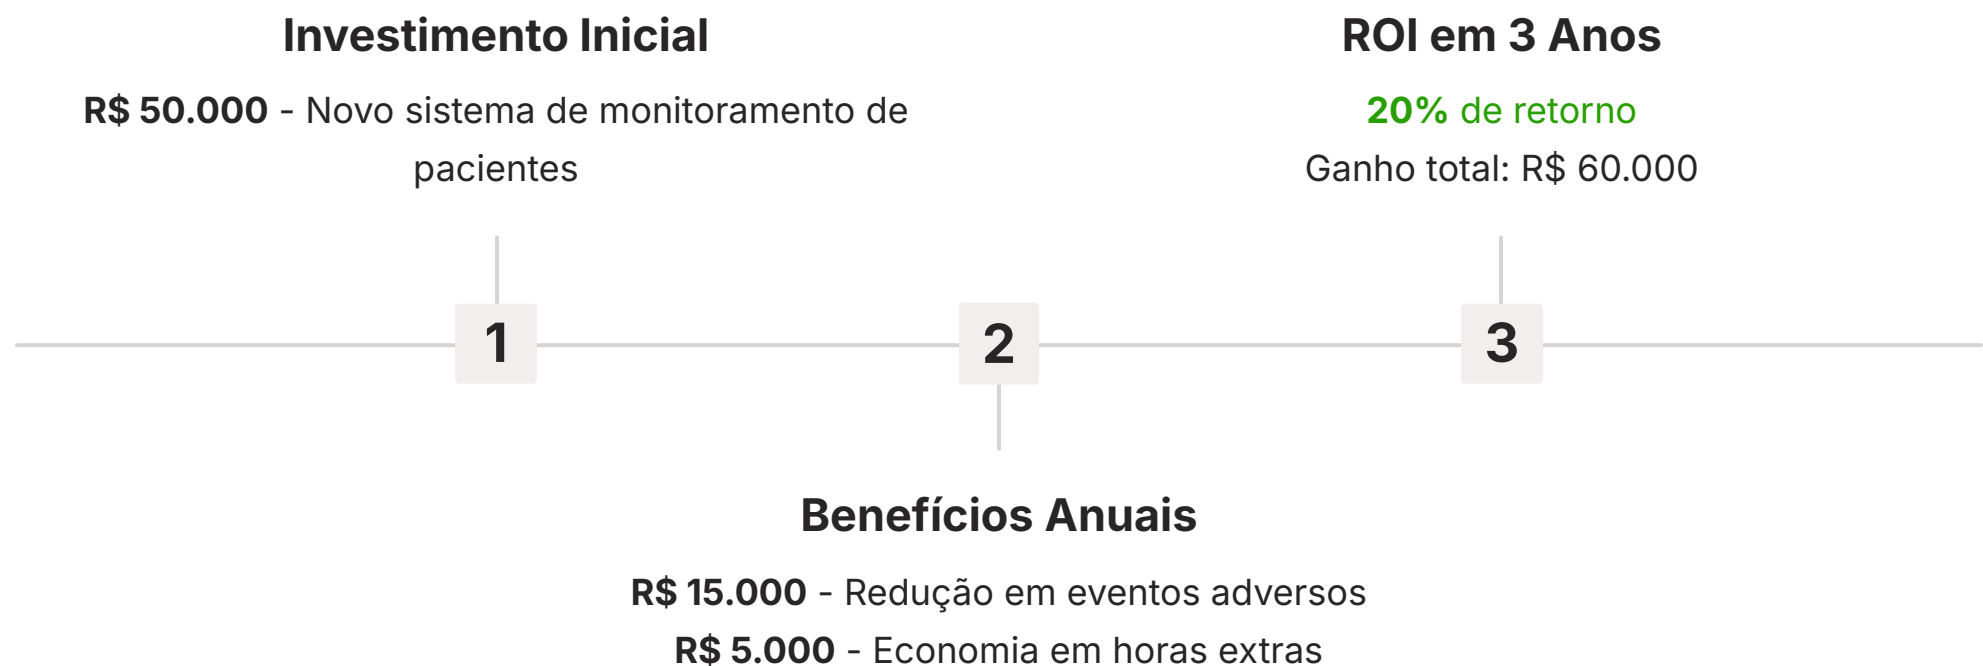 Investimento Inicial
R$ 50.000 - Novo sistema de monitoramento de
pacientes
ROI em 3 Anos
20% de retorno
Ganho total: R$ 60.000
1
2
3
Benefícios Anuais
R$ 15.000 - Redução em eventos adversos
R$ 5.000 - Economia em horas extras